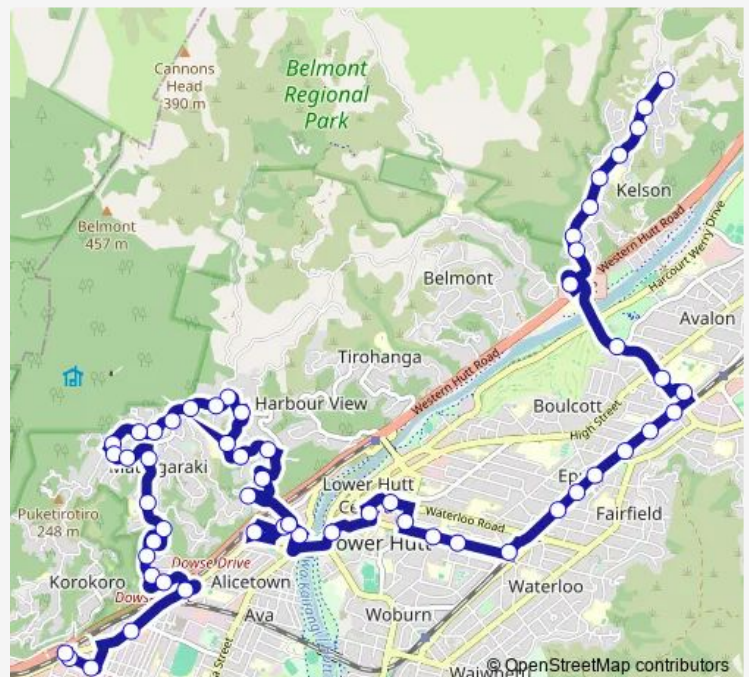 Cannons
Head
390 m
Belmont
Regional
Park
Kelson
Western Hutt Road
Harcourt Werry Drive
Belmont
457 m
Belmont
Avalon
Tirohanga
Western Hutt Road
Harbour View
Boulcott
High Street
Lower Hutt
Puketirotiro
248 m
Waterloo Road
Fairfield
Lower Hutt
Dowse Drive
Korokoro
Alicetown
Waterloo
Ava
Woburn
© OpenStreetMap contributors